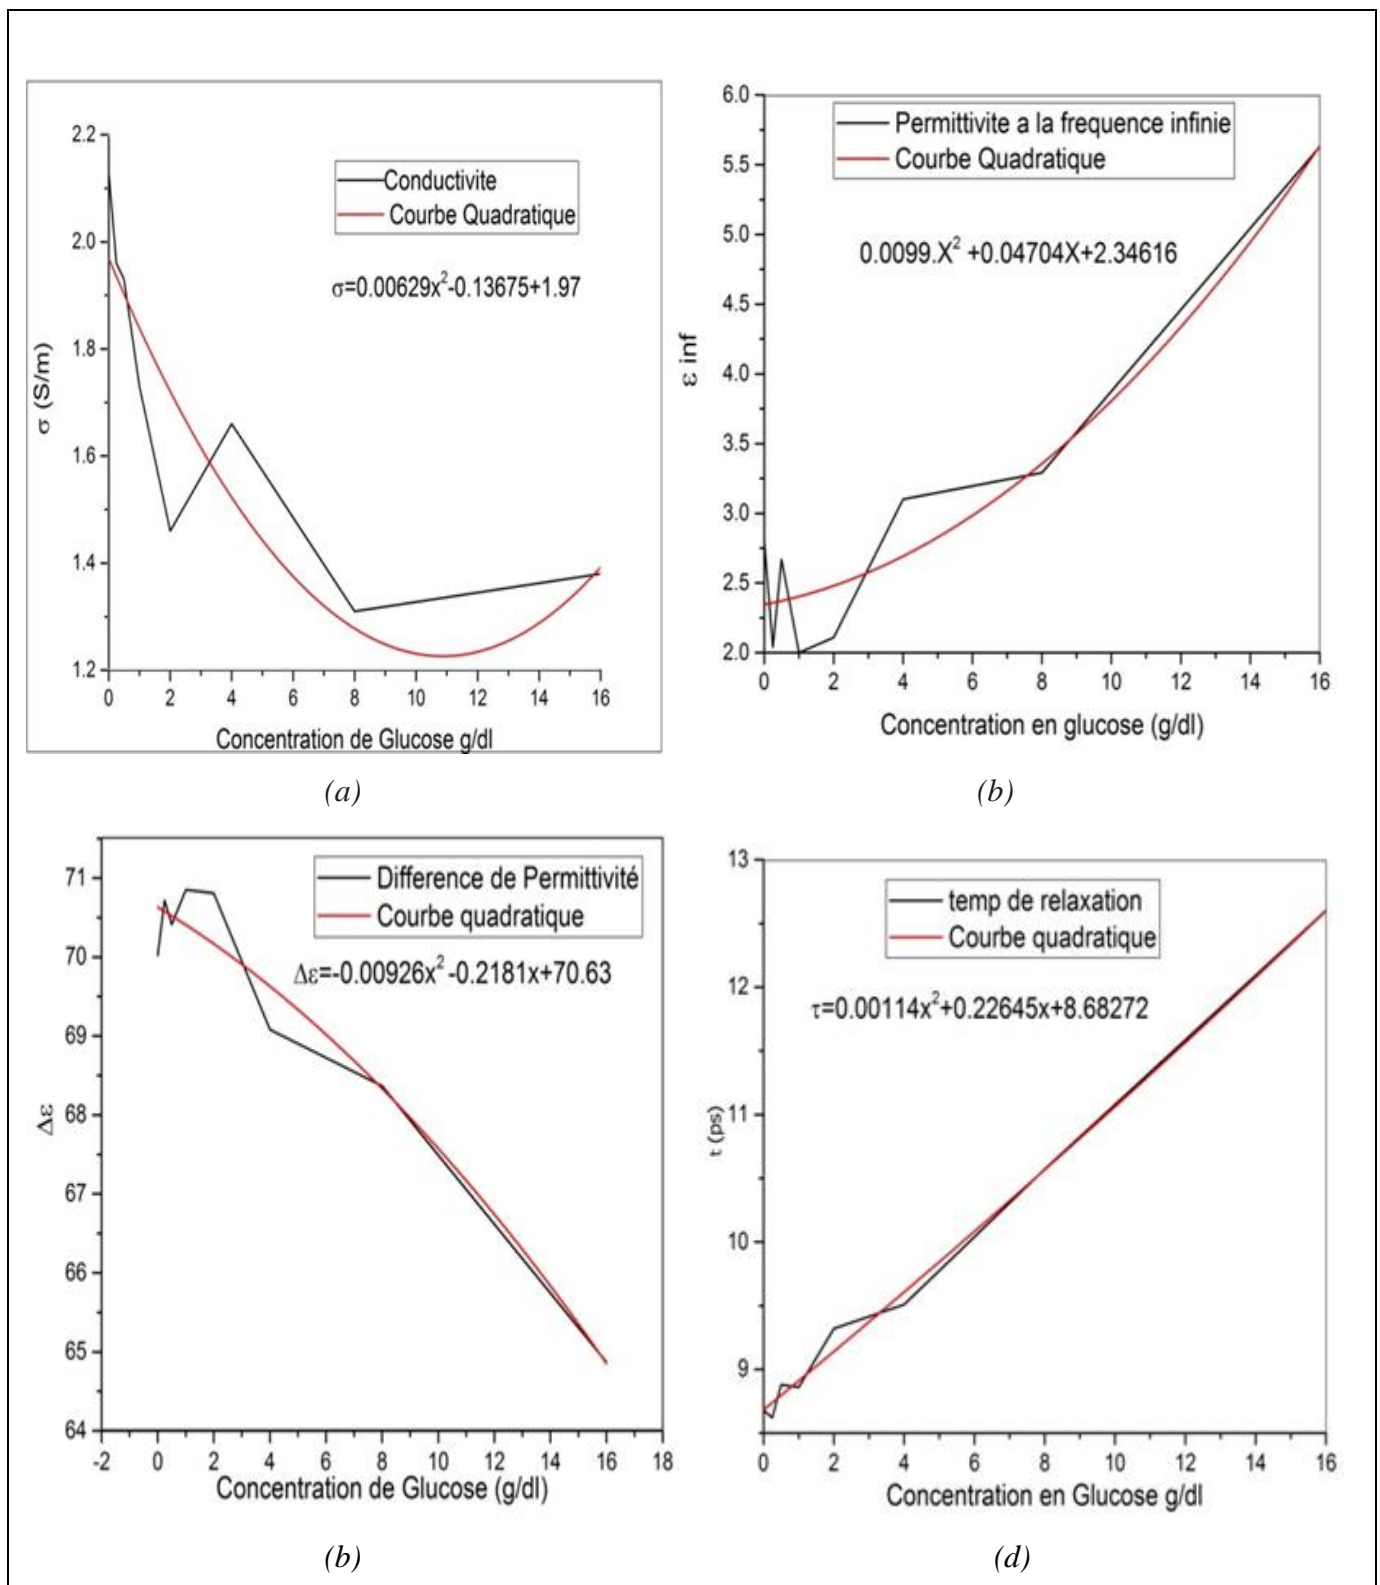 2.2
2.0
1.8
1.6
1.4
1.2
σ (S/m)
Conductivite
Courbe Quadratique
σ=0.00629x²-0.13675+1.97
0 2 4 6 8 10 12 14 16
Concentration de Glucose g/dl
(a)
6.0
5.5
5.0
4.5
4.0
3.5
3.0
2.5
2.0
ε inf
Permittivite a la frequence infinie
Courbe Quadratique
0.0099.X² +0.04704X+2.34616
0 2 4 6 8 10 12 14 16
Concentration en glucose (g/dl)
(b)
71
70
69
68
67
66
65
64
Δε
Difference de Permittivité
Courbe quadratique
Δε=-0.00926x² -0.2181x+70.63
-2 0 2 4 6 8 10 12 14 16 18
Concentration de Glucose (g/dl)
(b)
13
12
11
10
9
t (ps)
temp de relaxation
Courbe quadratique
τ=0.00114x²+0.22645x+8.68272
0 2 4 6 8 10 12 14 16
Concentration en Glucose g/dl
(d)